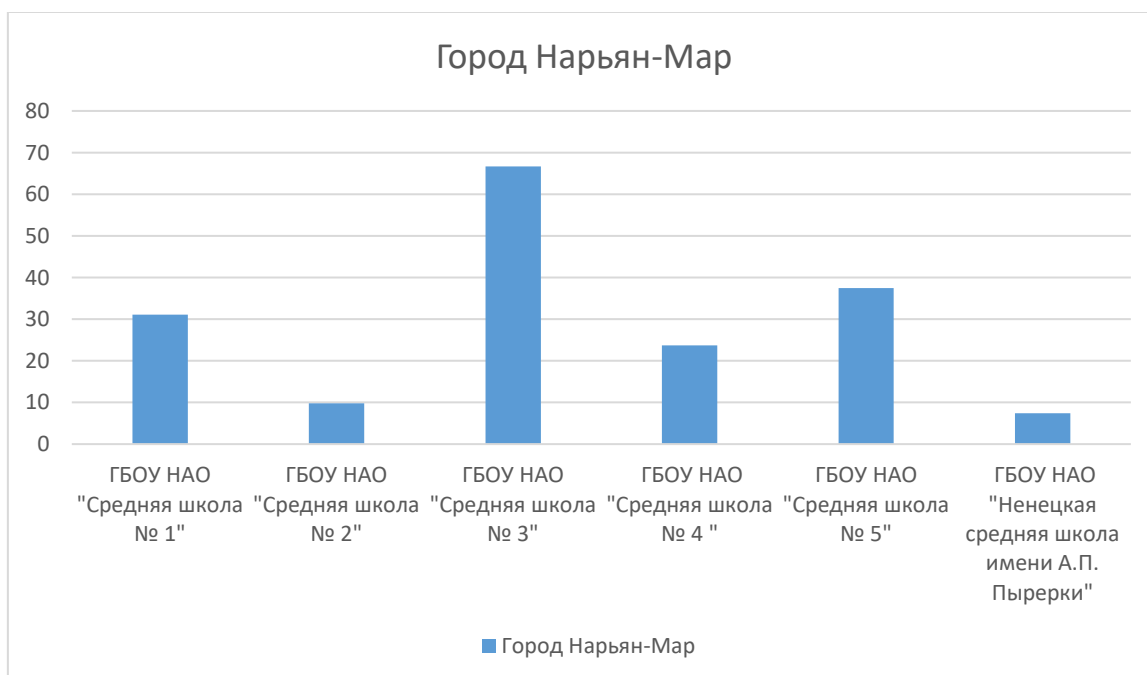 Город Нарьян-Мар
80
70
60
50
40
30
20
10
0
ГБОУ НАО
"Средняя школа
№ 1"
ГБОУ НАО
"Средняя школа
№ 2"
ГБОУ НАО
"Средняя школа
№ 3"
ГБОУ НАО
"Средняя школа
№ 4 "
ГБОУ НАО
"Средняя школа
№ 5"
ГБОУ НАО
"Ненецкая
средняя школа
имени А.П.
Пырерки"
Город Нарьян-Мар